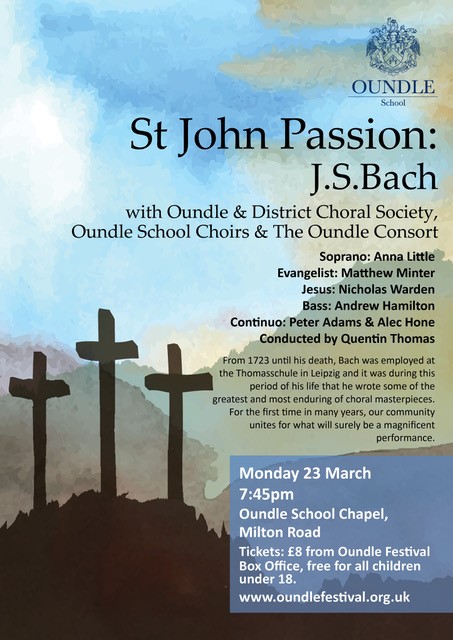 OUNDLE
School
St John Passion:
J.S.Bach
with Oundle & District Choral Society,
Oundle School Choirs & The Oundle Consort
Soprano: Anna Little
Evangelist: Matthew Minter
Jesus: Nicholas Warden
Bass: Andrew Hamilton
Continuo: Peter Adams & Alec Hone
Conducted by Quentin Thomas
From 1723 until his death, Bach was employed at
the Thomasschule in Leipzig and it was during this
period of his life that he wrote some of the
greatest and most enduring of choral masterpieces.
For the first time in many years, our community
unites for what will surely be a magnificent
performance.
Monday 23 March
7:45pm
Oundle School Chapel,
Milton Road
Tickets: £8 from Oundle Festival
Box Office, free for all children
under 18.
www.oundlefestival.org.uk